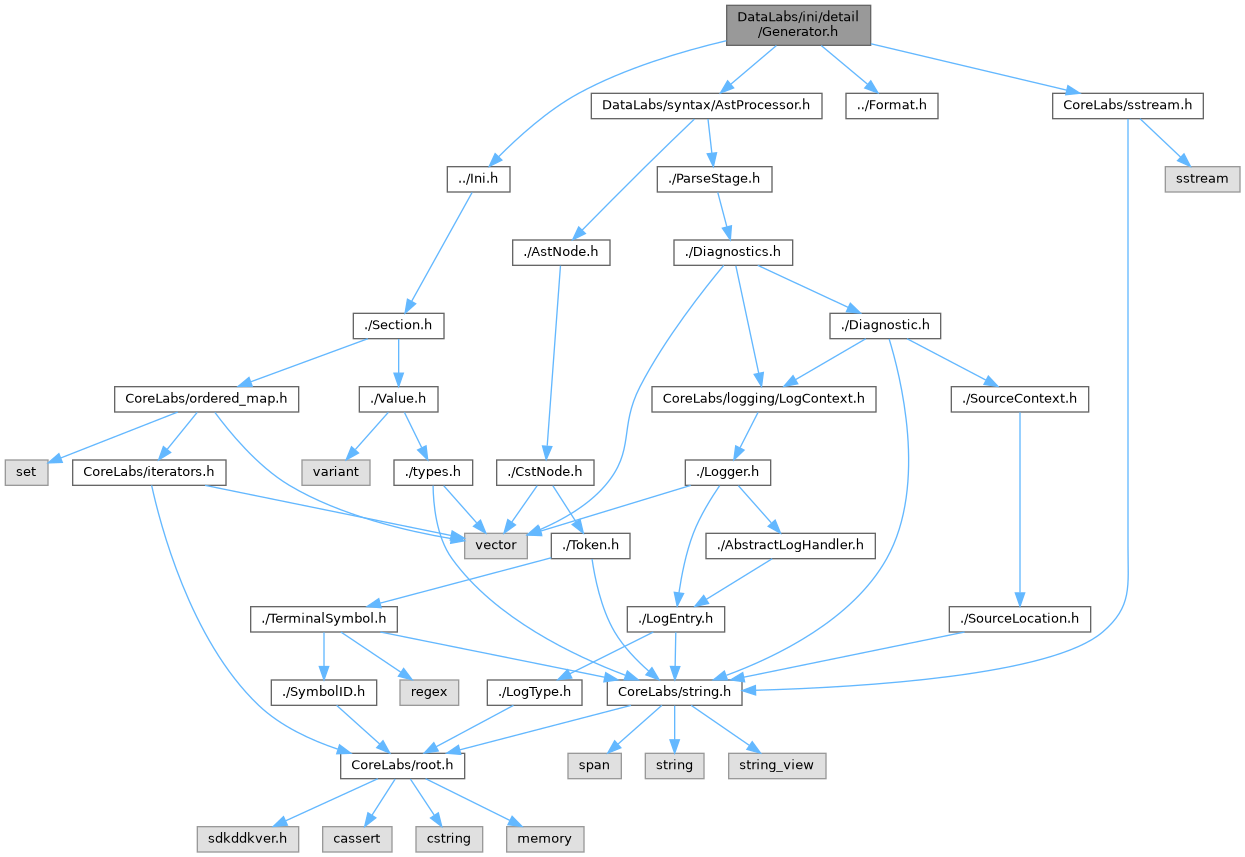 DataLabs/ini/detail
/Generator.h
DataLabs/syntax/AstProcessor.h
../Format.h
CoreLabs/sstream.h
../Ini.h
./ParseStage.h
sstream
./AstNode.h
./Diagnostics.h
./Section.h
./Diagnostic.h
CoreLabs/ordered_map.h
./Value.h
CoreLabs/logging/LogContext.h
./SourceContext.h
set
CoreLabs/iterators.h
variant
./types.h
./CstNode.h
./Logger.h
vector
./Token.h
./AbstractLogHandler.h
./TerminalSymbol.h
./LogEntry.h
./SourceLocation.h
./SymbolID.h
regex
./LogType.h
CoreLabs/string.h
CoreLabs/root.h
span
string
string_view
sdkddkver.h
cassert
cstring
memory